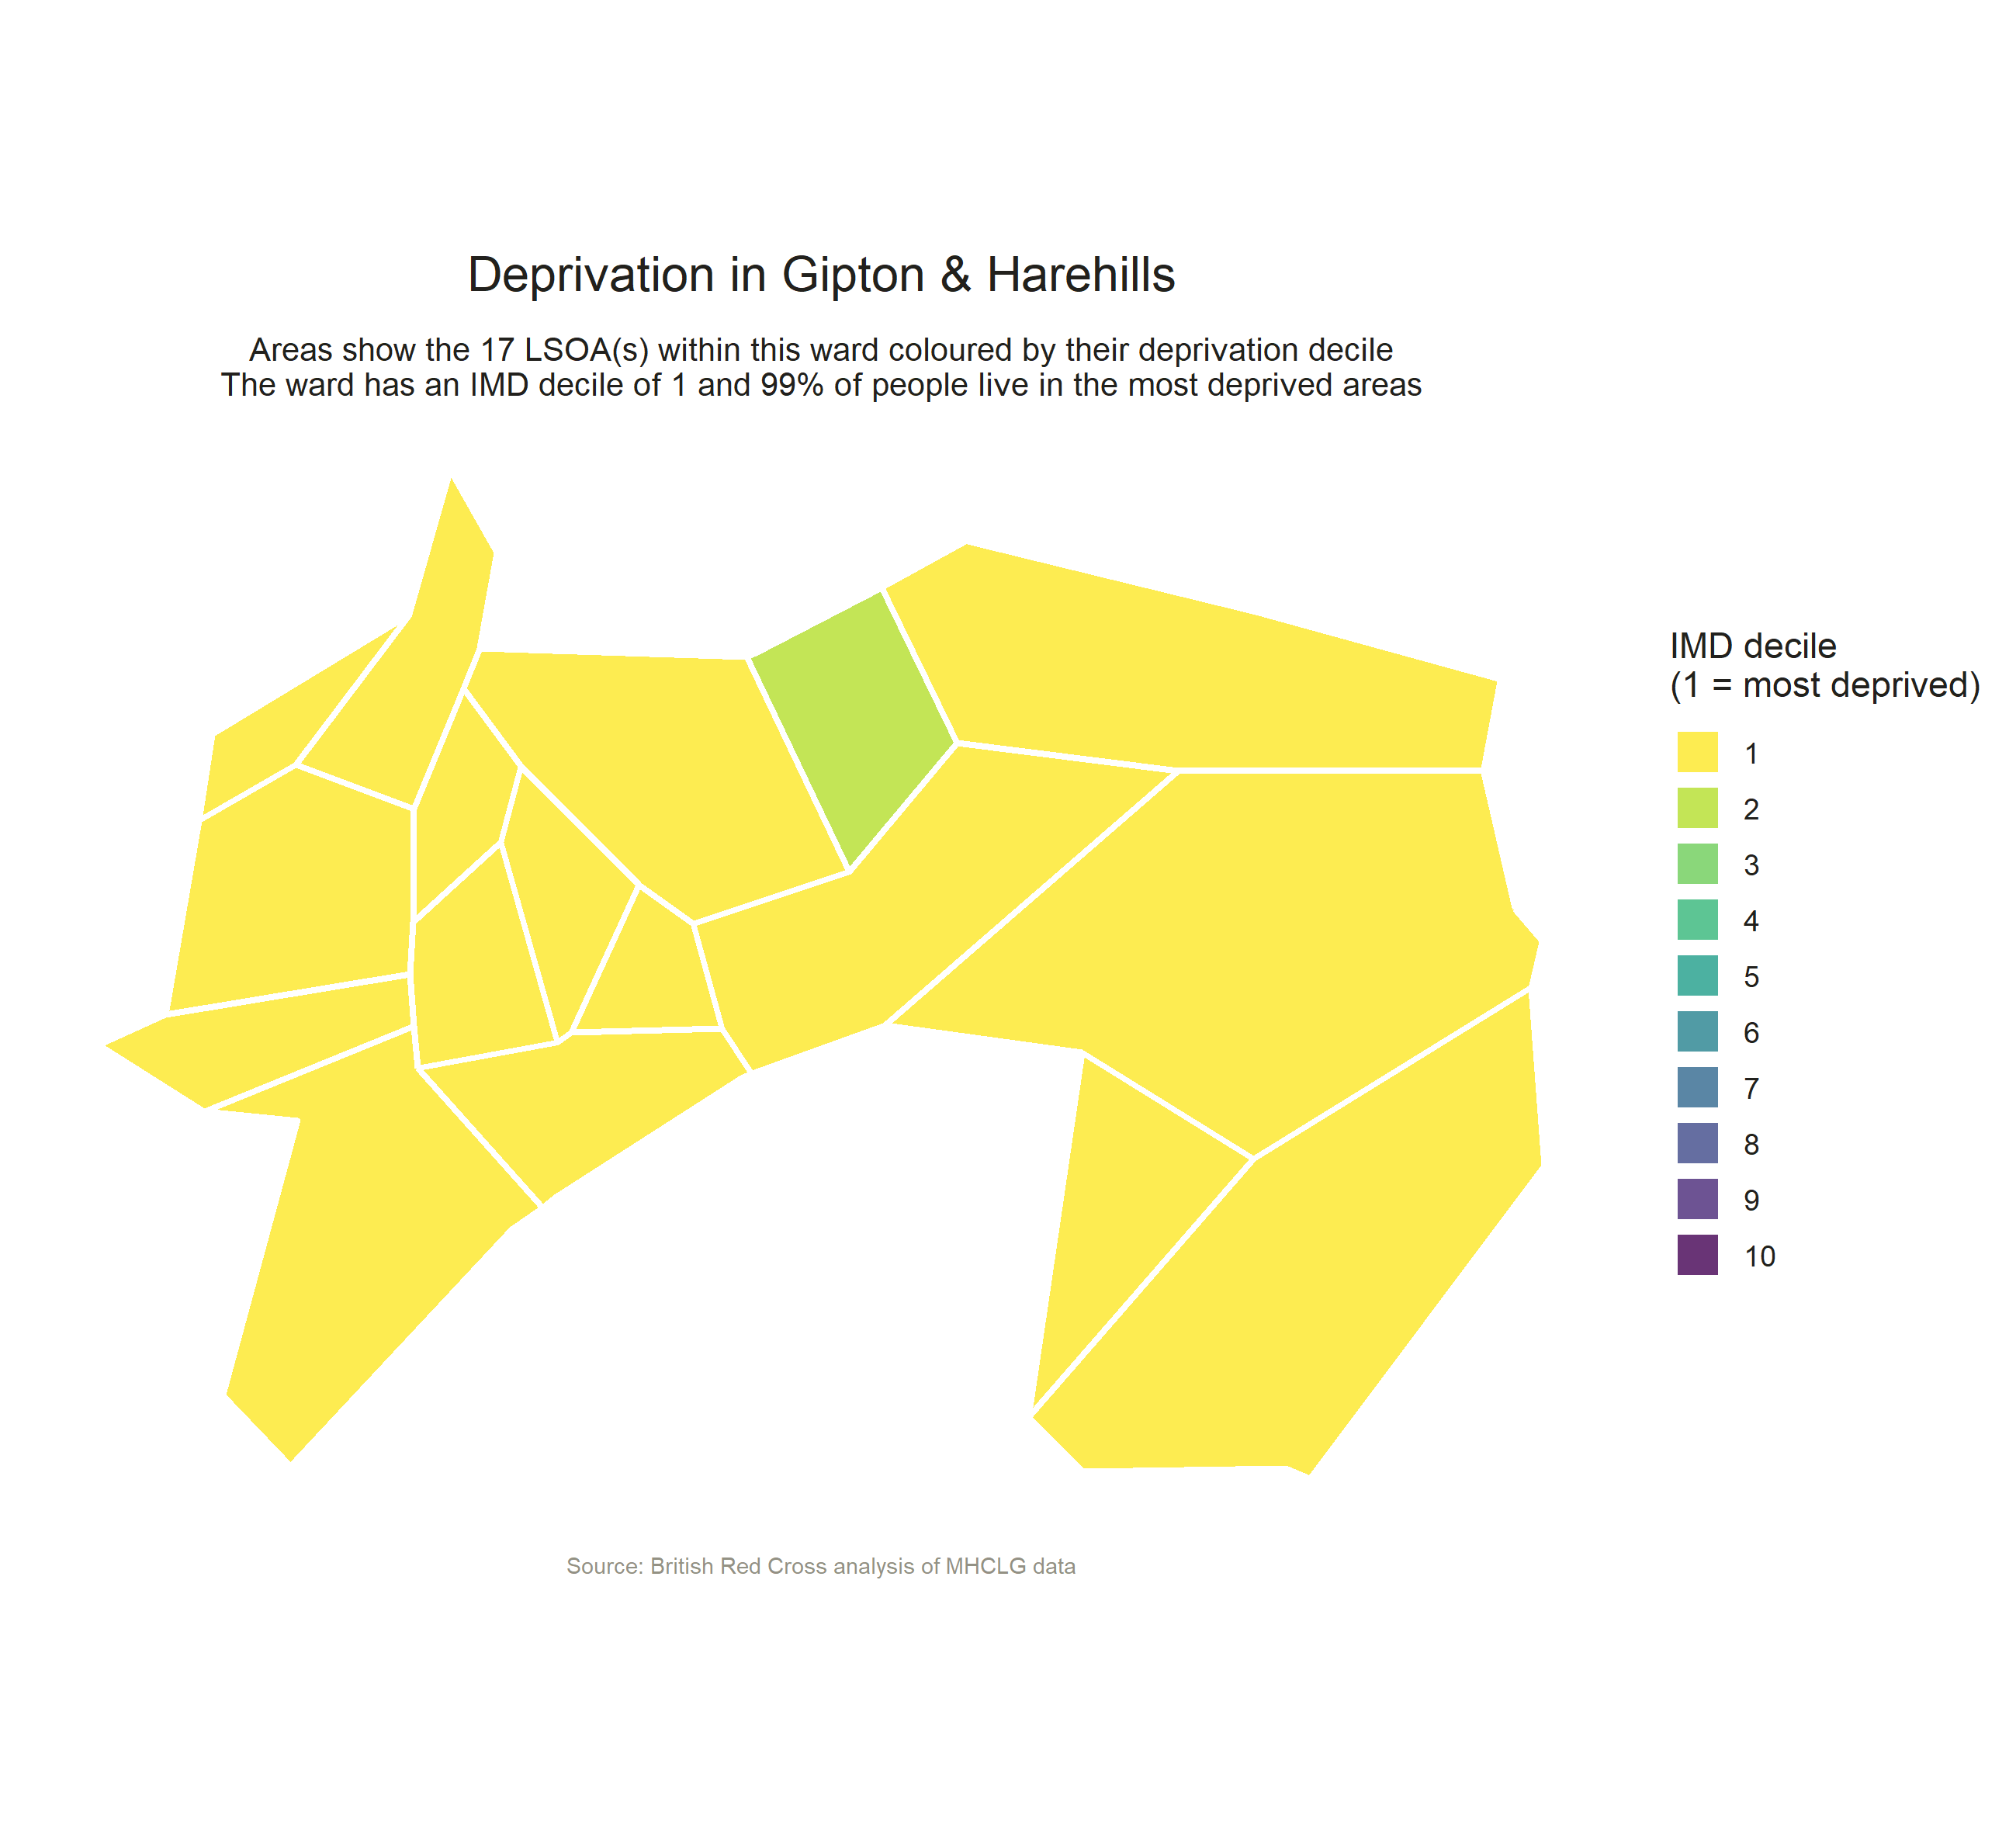 Deprivation in Gipton & Harehills
Areas show the 17 LSOA(s) within this ward coloured by their deprivation decile
The ward has an IMD decile of 1 and 99% of people live in the most deprived areas
IMD decile
(1 = most deprived)
1
2
3
4
5
6
7
8
9
10
Source: British Red Cross analysis of MHCLG data